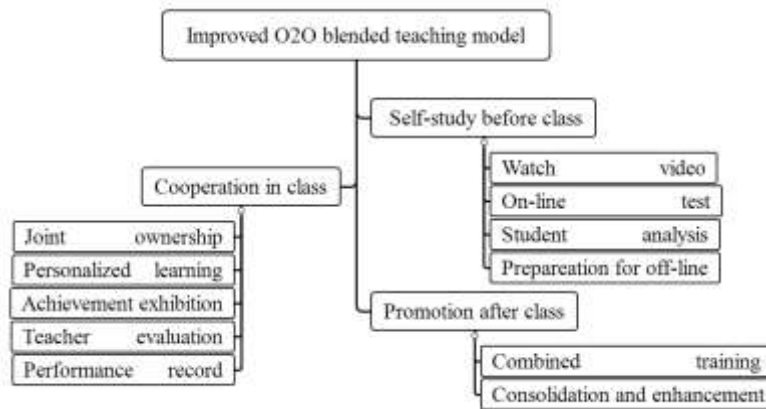 Improved O2O blended teaching model
Self-study before class
Watch video
On-line test
Student analysis
Prepareation for off-line
Cooperation in class
Joint ownership
Personalized learning
Achievement exhibition
Teacher evaluation
Performance record
Promotion after class
Combined training
Consolidation and enhancement